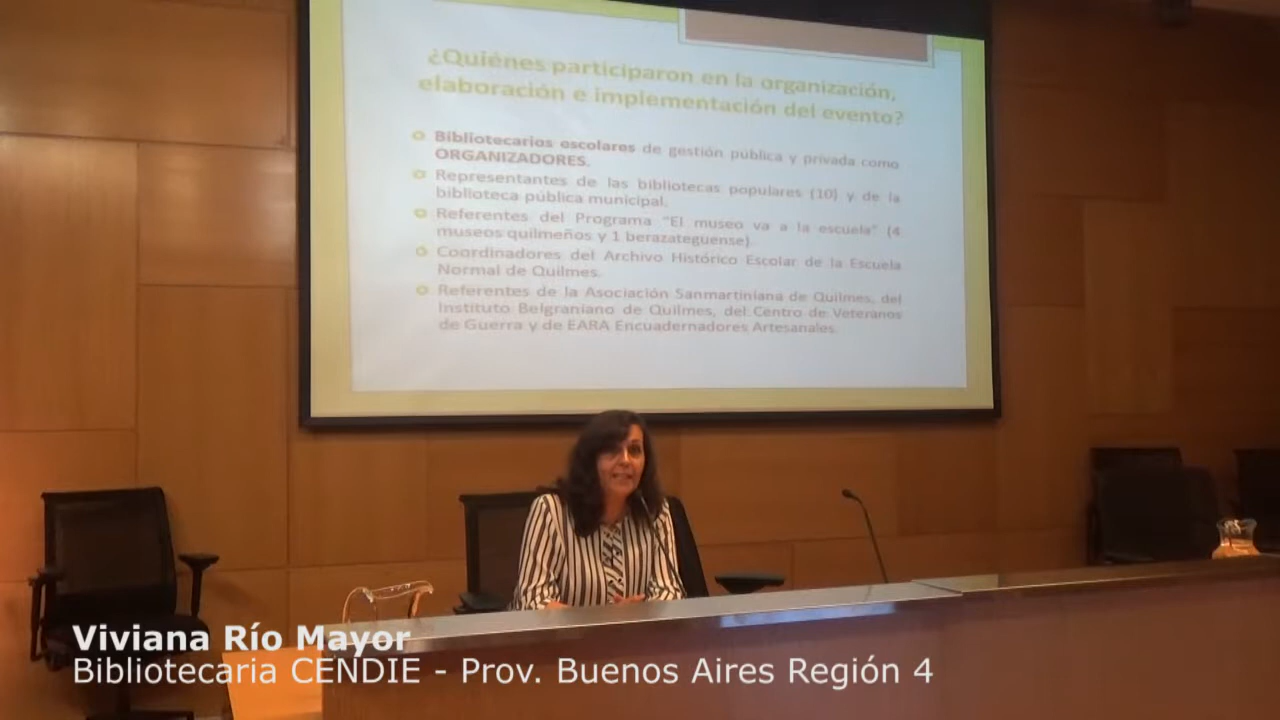 ¿Quiénes participaron en la organización,
elaboración e implementación del evento?
Bibliotecarios escolares de gestión pública y privada como
ORGANIZADORES.
Representantes de las bibliotecas populares (10) y de la
biblioteca pública municipal.
Referentes del Programa "El museo va a la escuela" (4
museos quilmeños y 1 berazateguense).
Coordinadores del Archivo Histórico Escolar de la Escuela
Normal de Quilmes.
Referentes de la Asociación Sanmartiniana de Quilmes, del
Instituto Belgraniano de Quilmes, del Centro de Veteranos
de Guerra y de EARA Encuadernadores Artesanales.
Viviana Río Mayor
Bibliotecaria CENDIE - Prov. Buenos Aires Región 4